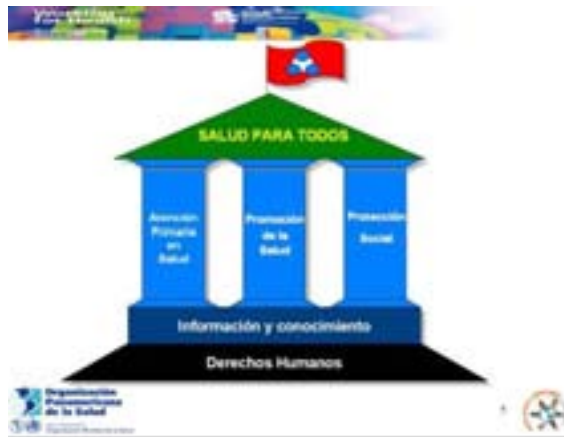 SALUD PARA TODOS
Atención
Primaria
en
Salud
Promoción
de la
Salud
Protección
Social
Información y conocimiento
Derechos Humanos
Organización
Panamericana
de la Salud